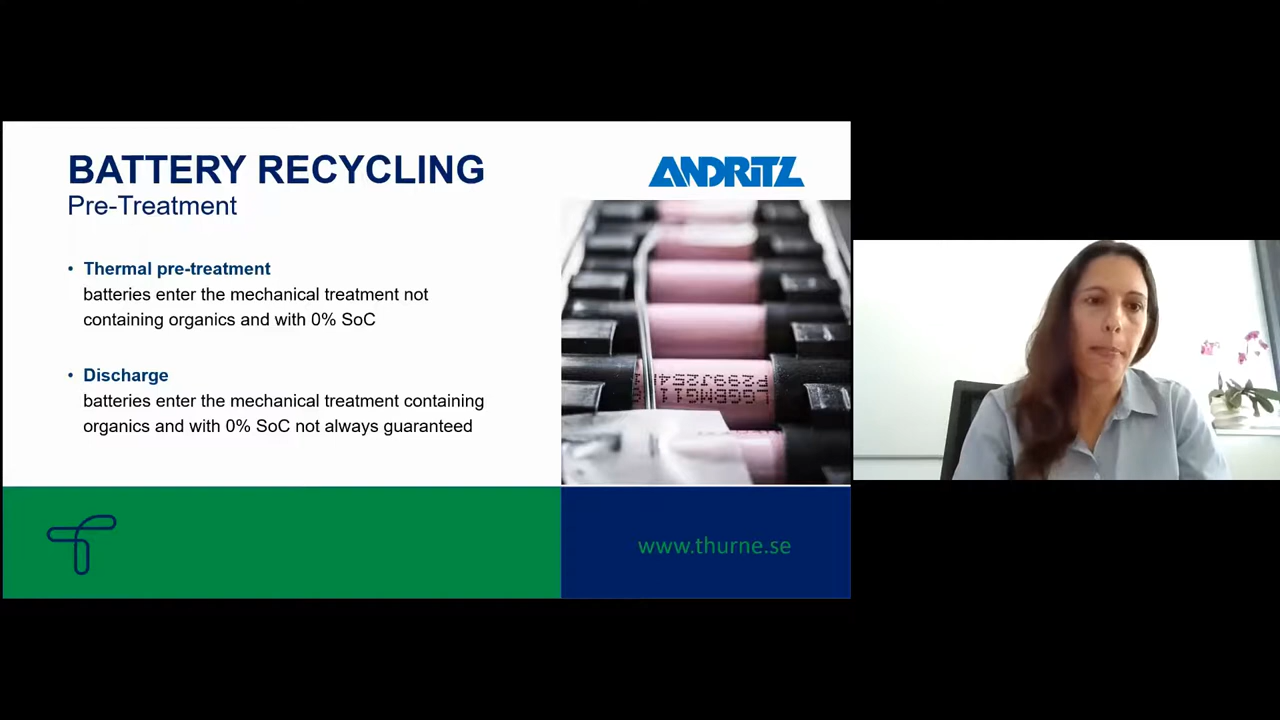 BATTERY RECYCLING
Pre-Treatment
ANDRITZ
• Thermal pre-treatment
batteries enter the mechanical treatment not
containing organics and with 0% SoC
• Discharge
batteries enter the mechanical treatment containing
organics and with 0% SoC not always guaranteed
www.thurne.se